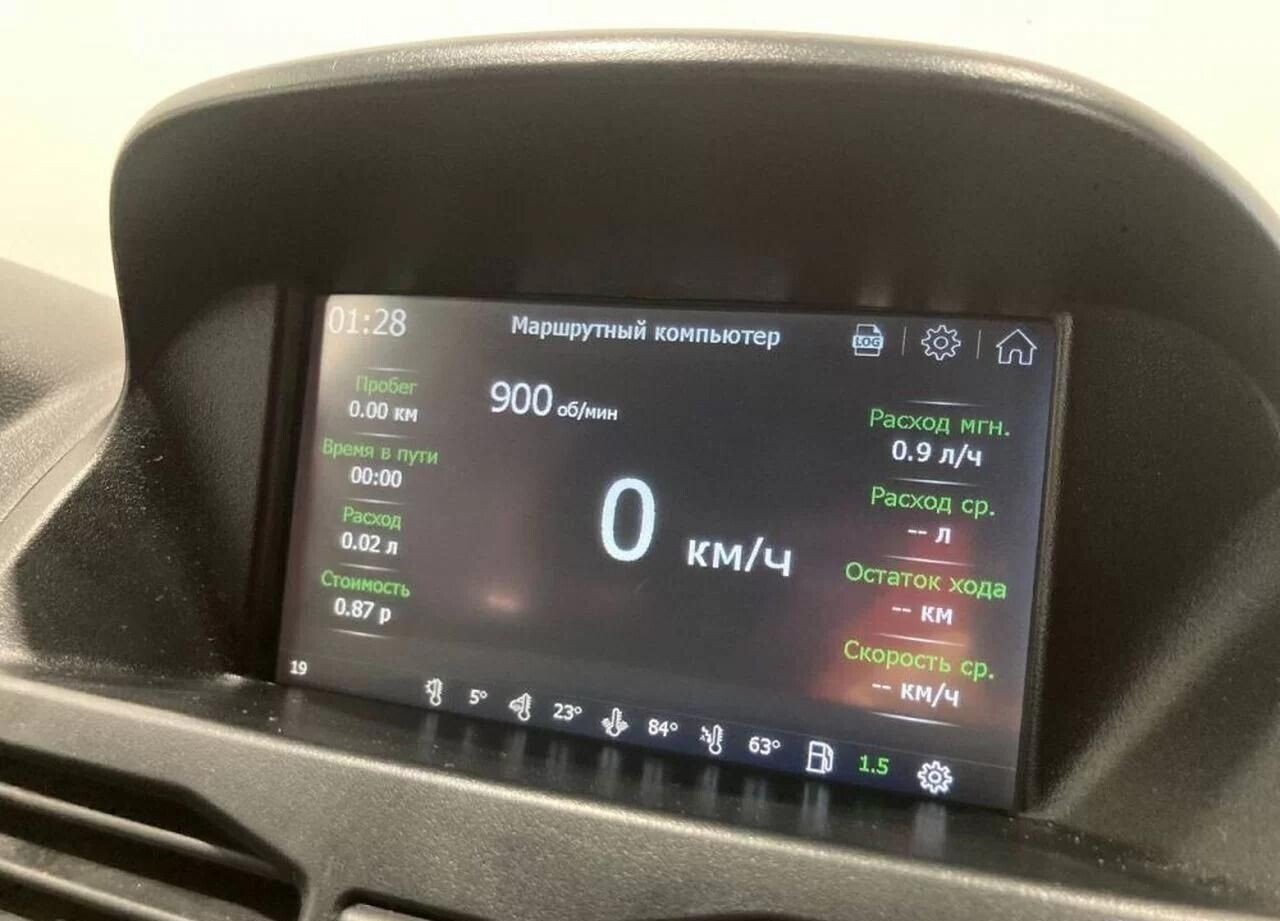 01:28 Маршрутный компьютер LOG
Пробег
0.00 км
Время в пути
00:00
Расход
0.02 л
Стоимость
0.87 р
900 об/мин
0 км/ч
Расход мгн.
0.9 л/ч
Расход ср.
-- л
Остаток хода
-- км
Скорость ср.
-- км/ч
19
5° 23° 84° 63° 1.5